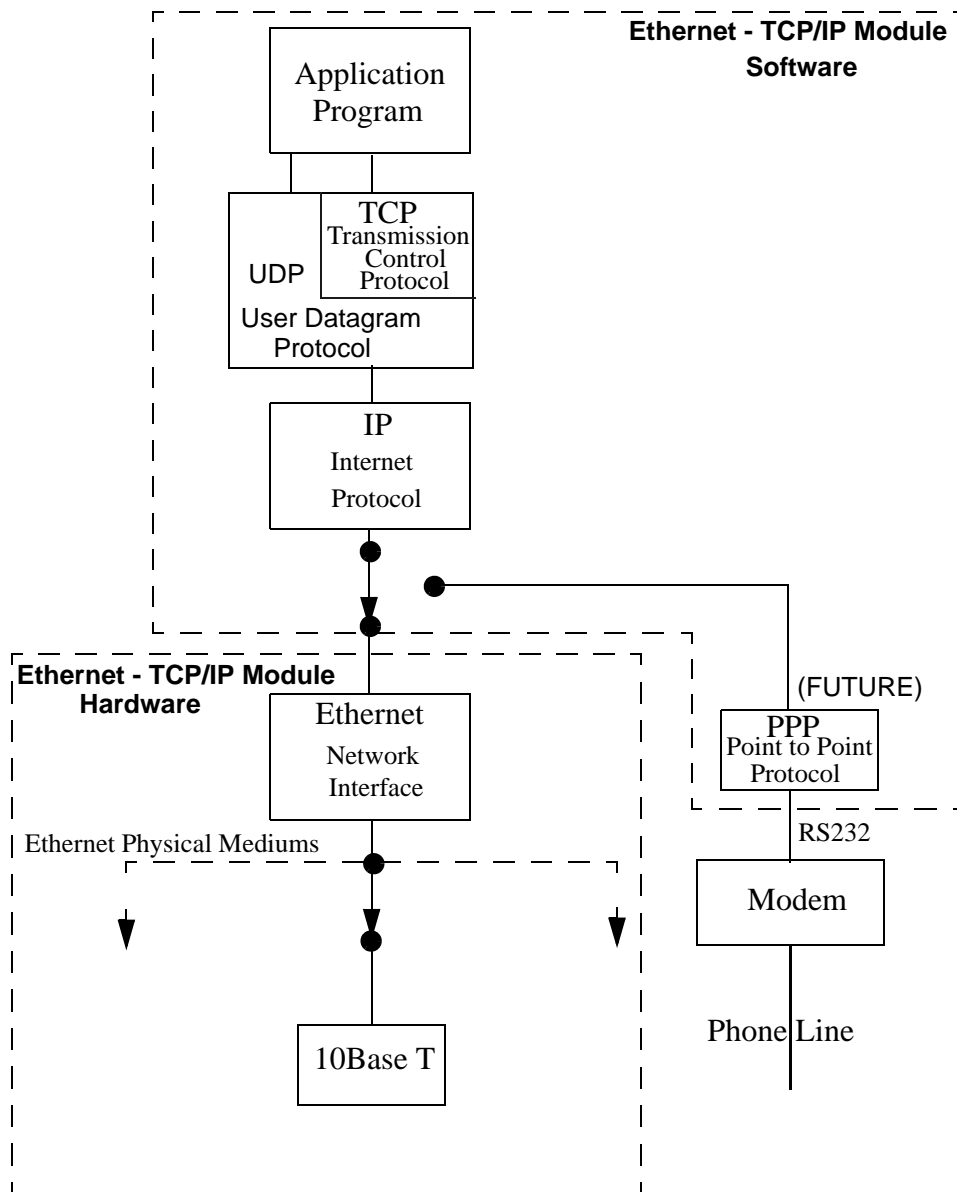 Ethernet - TCP/IP Module
Software
Application
Program
TCP
Transmission
Control
Protocol
UDP
User Datagram
Protocol
IP
Internet
Protocol
Ethernet - TCP/IP Module
Hardware
Ethernet
Network
Interface
(FUTURE)
PPP
Point to Point
Protocol
RS232
Ethernet Physical Mediums
Modem
10Base T
Phone Line